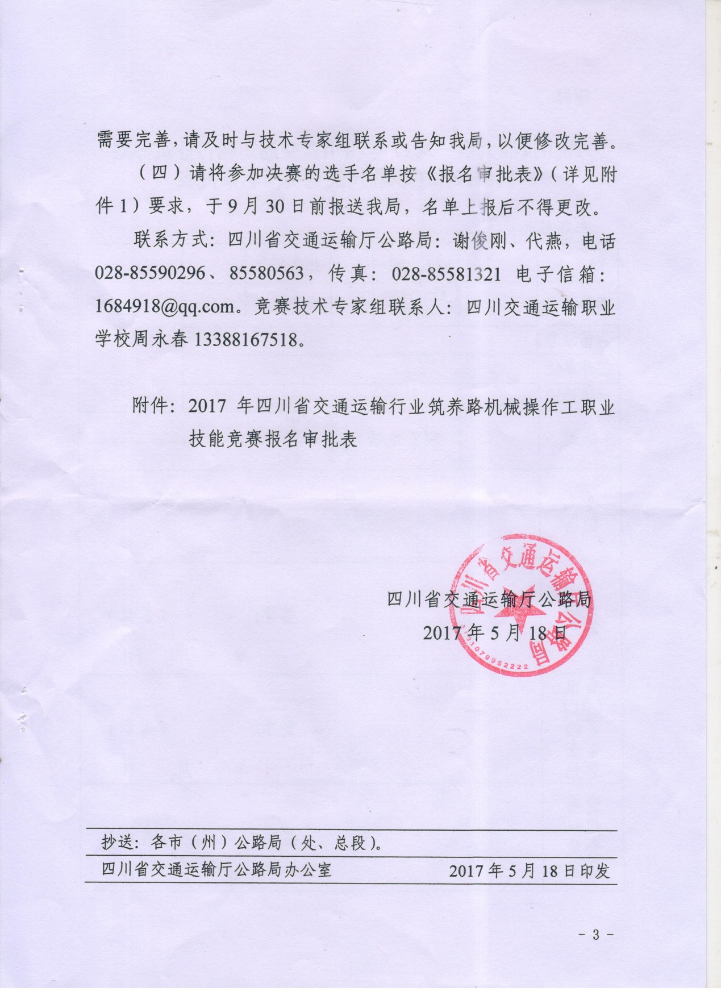 需要完善,请及时与技术专家组联系或告知我局,以便修改完善。
（四）请将参加决赛的选手名单按《报名审批表》（详见附
件1）要求，于9月30日前报送我局，名单上报后不得更改。
联系方式：四川省交通运输厅公路局：谢俊刚、代燕，电话
028-85590296、85580563，传真：028-85581321 电子信箱：
1684918@qq.com。竞赛技术专家组联系人：四川交通运输职业
学校周永春13388167518。
附件：2017 年四川省交通运输行业筑养路机械操作工职业
技能竞赛报名审批表
四川省交通运输厅公路局
四川省交通运输厅公路局
2017年5月18日
5101079952222
抄送：各市（州）公路局（处、总段）。
四川省交通运输厅公路局办公室 2017年5月18日印发
- 3 -